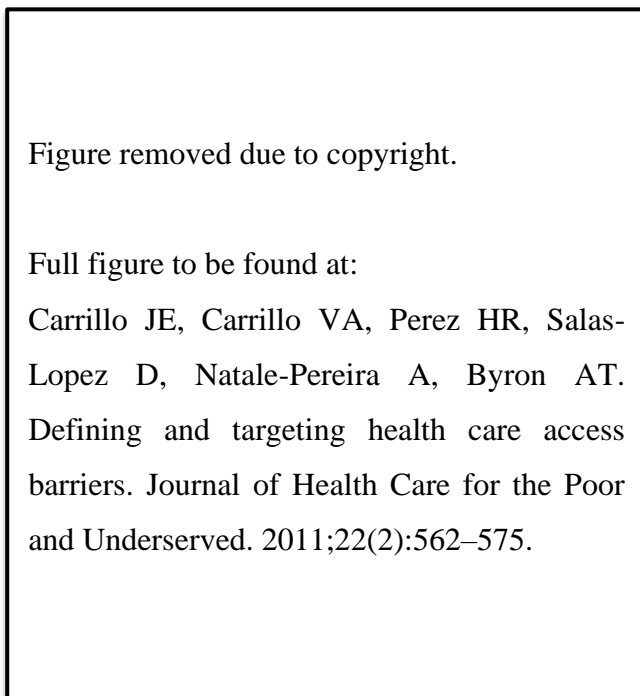 Figure removed due to copyright.
Full figure to be found at:
Carrillo JE, Carrillo VA, Perez HR, Salas-
Lopez D, Natale-Pereira A, Byron AT.
Defining and targeting health care access
barriers. Journal of Health Care for the Poor
and Underserved. 2011;22(2):562–575.